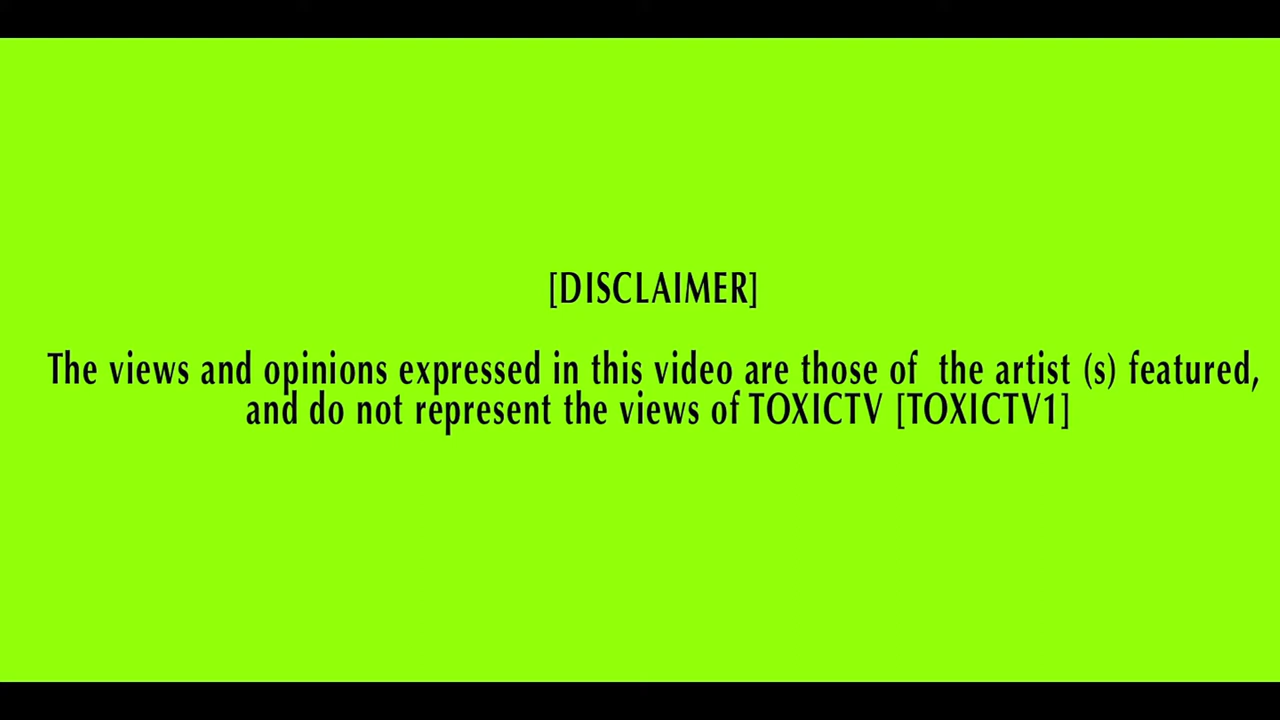 [DISCLAIMER]
The views and opinions expressed in this video are those of  the artist (s) featured,
and do not represent the views of TOXICTV [TOXICTV1]